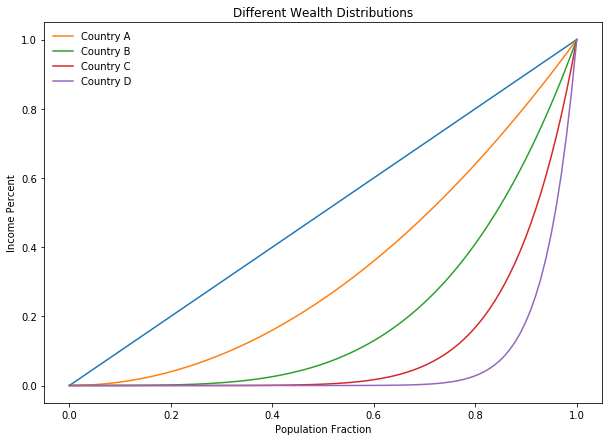 Different Wealth Distributions
Country A
Country B
Country C
Country D
Income Percent
1.0
0.8
0.6
0.4
0.2
0.0
0.0 0.2 0.4 0.6 0.8 1.0
Population Fraction